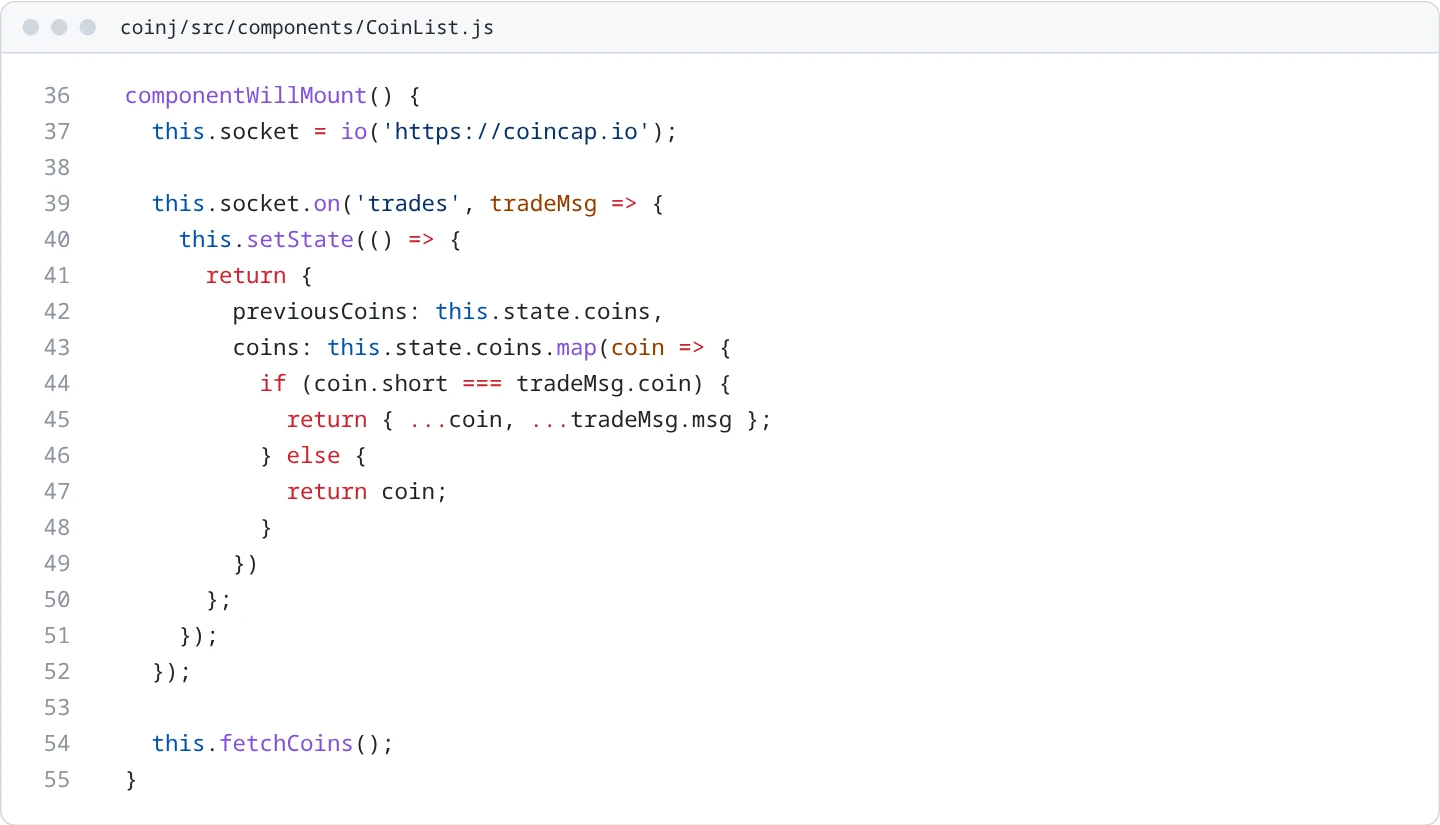 coinj/src/components/CoinList.js
36 componentWillMount() {
37 this.socket = io('https://coincap.io');
38
39 this.socket.on('trades', tradeMsg => {
40 this.setState(() => {
41 return {
42 previousCoins: this.state.coins,
43 coins: this.state.coins.map(coin => {
44 if (coin.short === tradeMsg.coin) {
45 return { ...coin, ...tradeMsg.msg };
46 } else {
47 return coin;
48 }
49 })
50 };
51 });
52 });
53
54 this.fetchCoins();
55 }